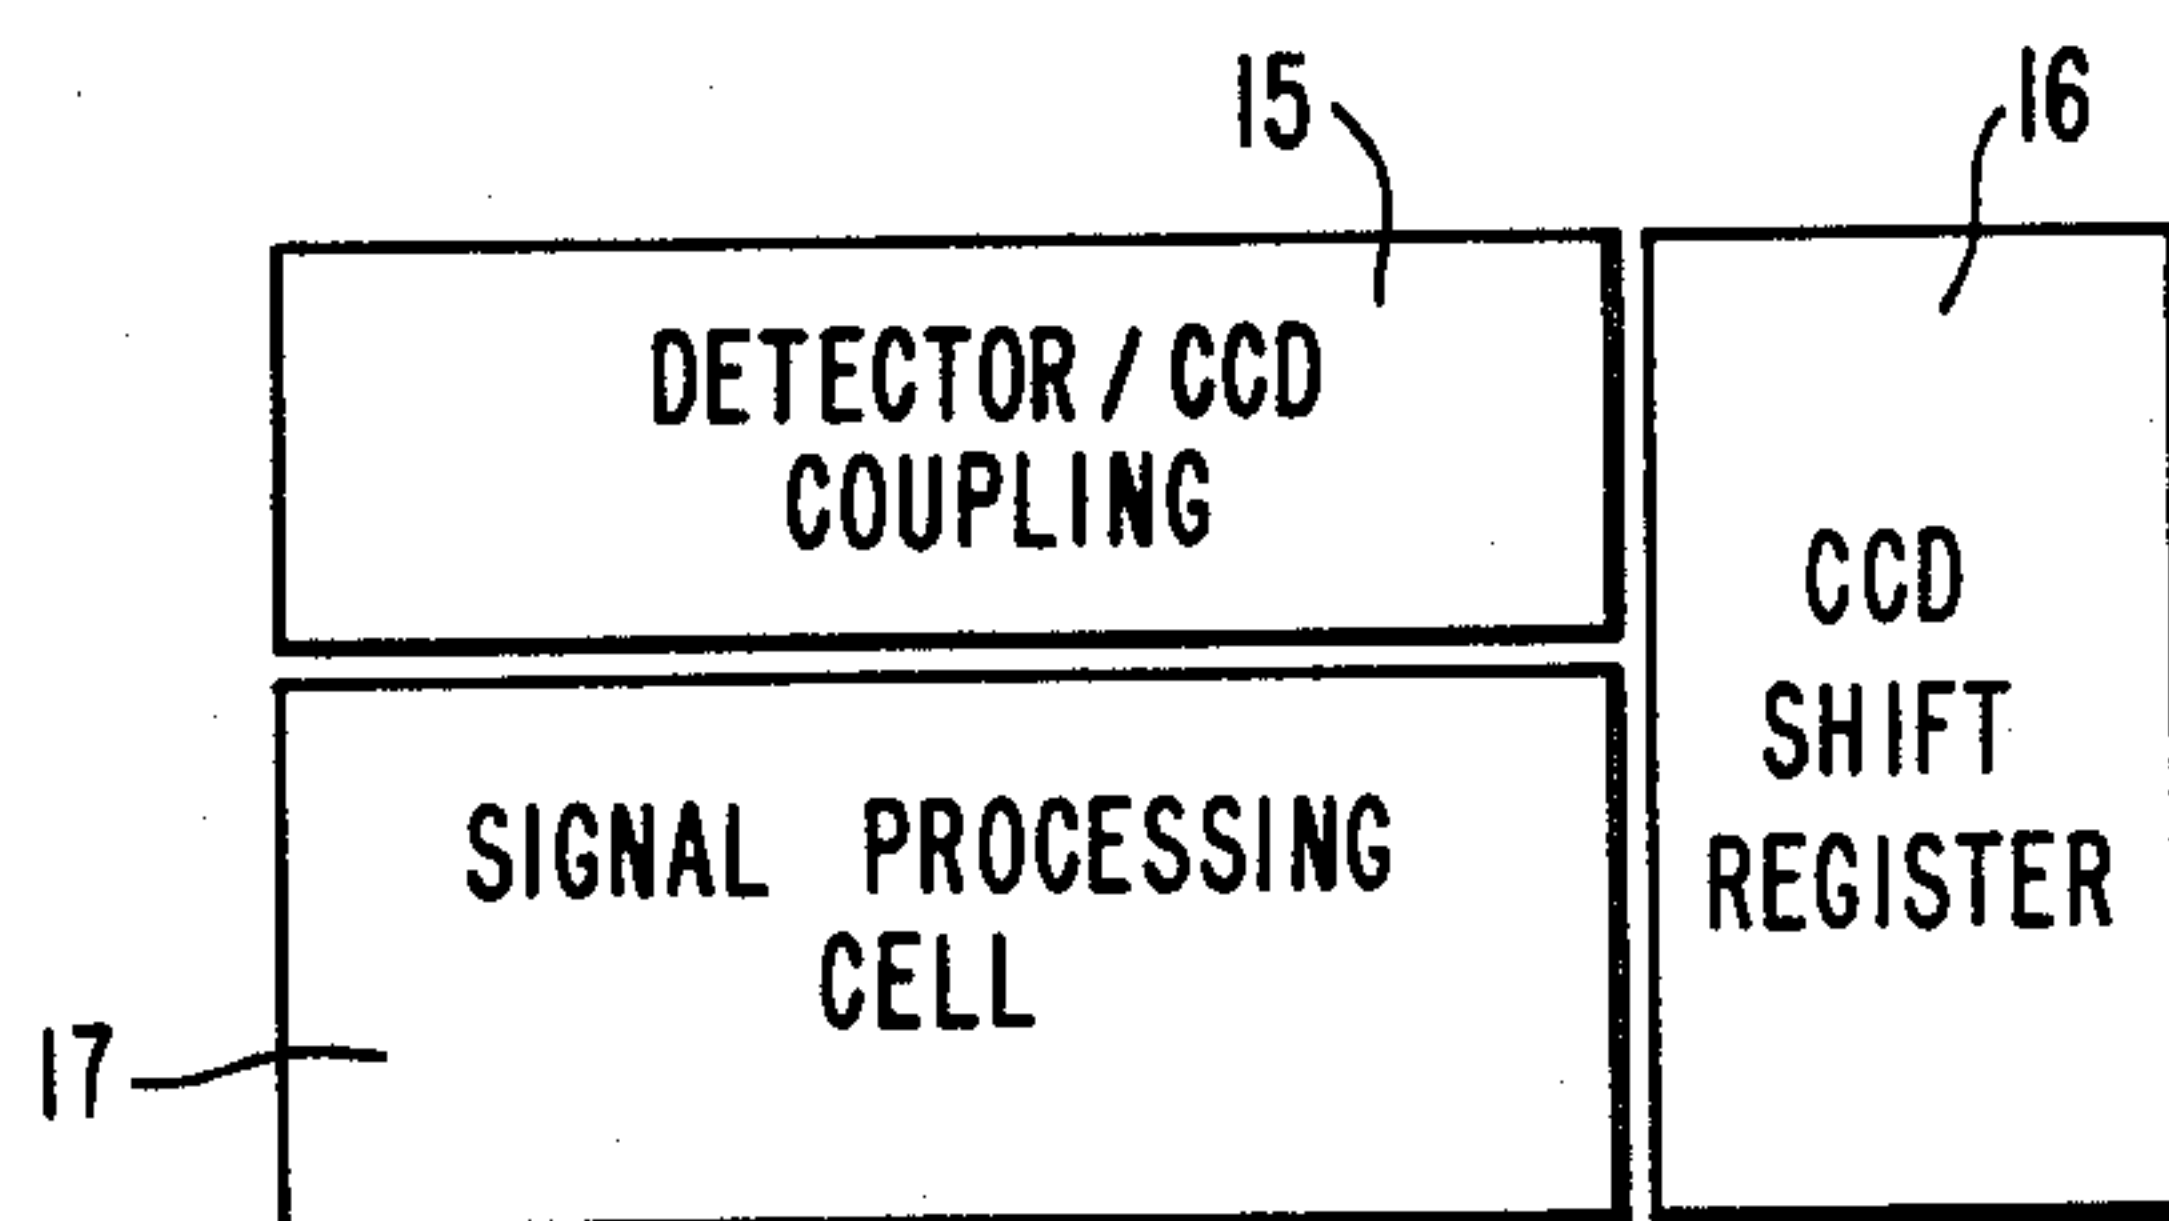 15
16
DETECTOR/CCD
COUPLING
CCD
SHIFT
REGISTER
SIGNAL PROCESSING
CELL
17